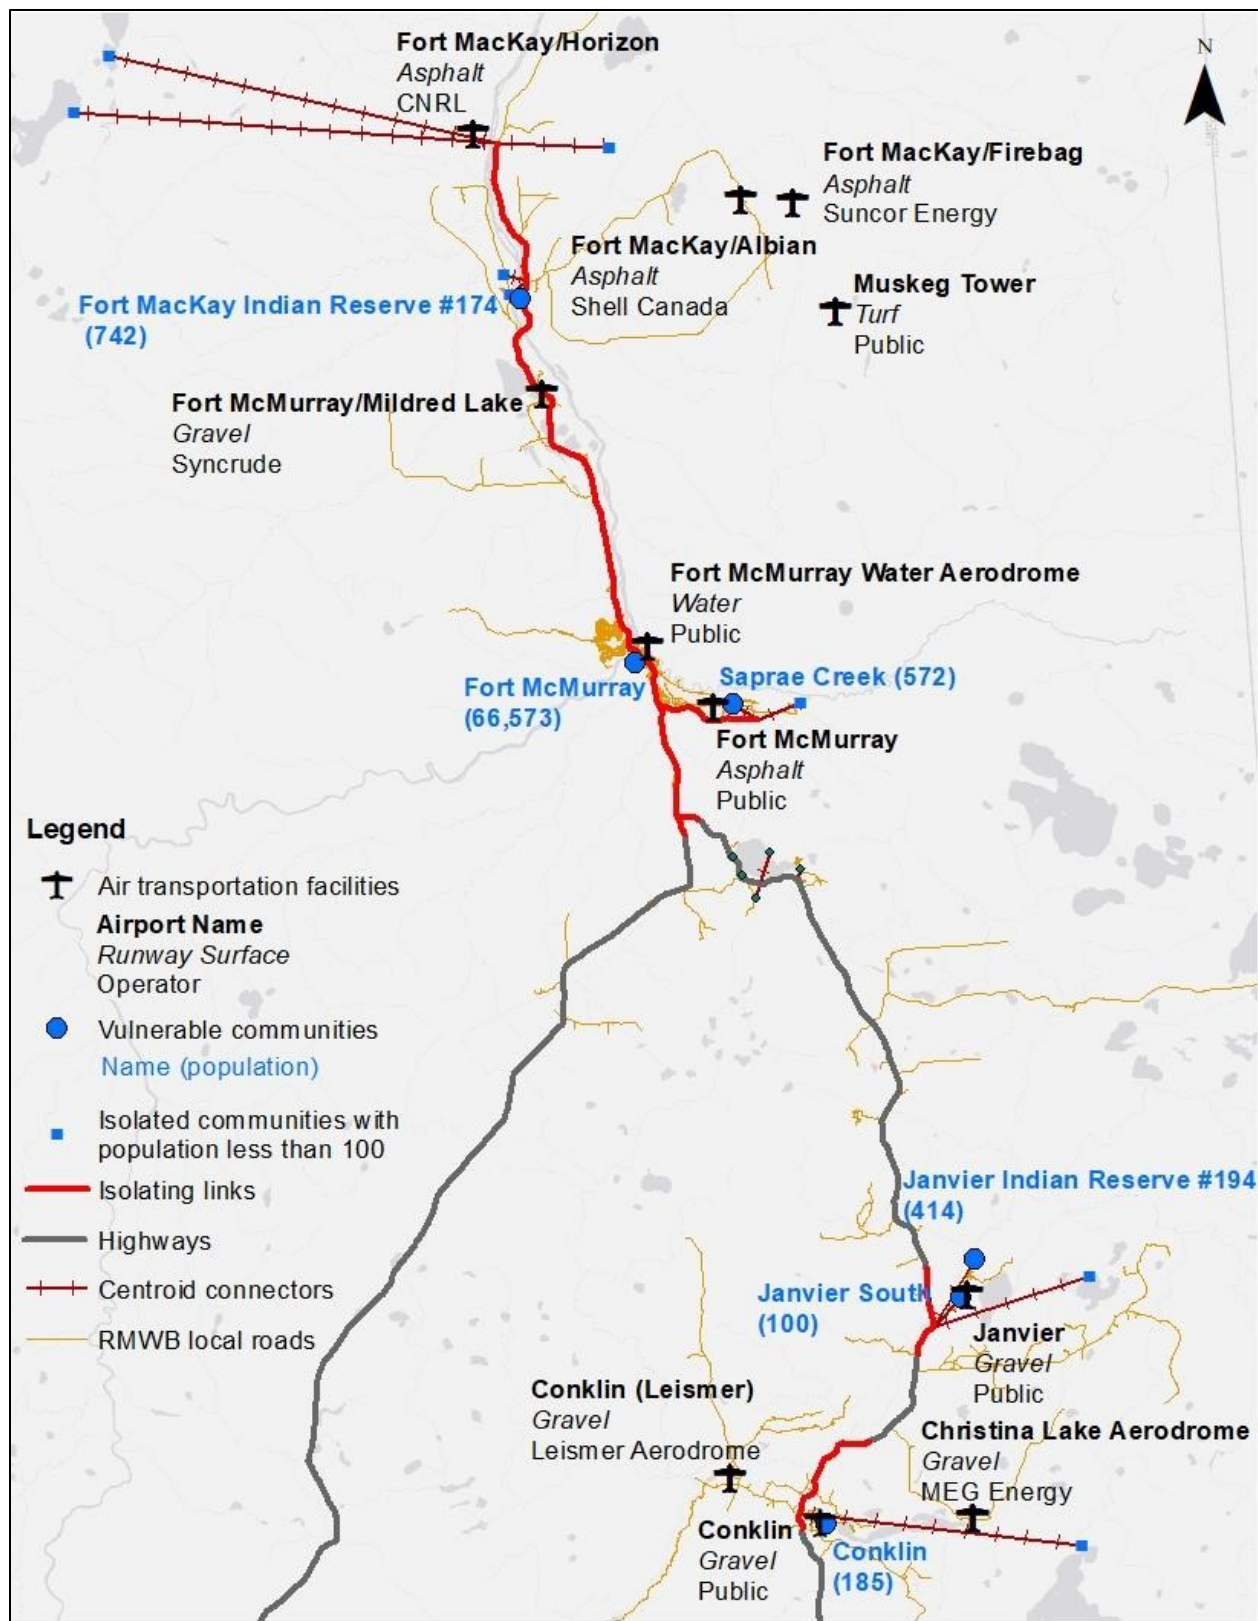 Fort MacKay/Horizon
Asphalt
CNRL
N
Fort MacKay/Firebag
Asphalt
Suncor Energy
Fort MacKay/Albian
Asphalt
Shell Canada
Muskeg Tower
Turf
Public
Fort MacKay Indian Reserve #174
(742)
Fort McMurray/Mildred Lake
Gravel
Syncrude
Fort McMurray Water Aerodrome
Water
Public
Fort McMurray
(66,573)
Saprae Creek (572)
Fort McMurray
Asphalt
Public
Legend
Air transportation facilities
Airport Name
Runway Surface
Operator
Vulnerable communities
Name (population)
Isolated communities with
population less than 100
Isolating links
Highways
Centroid connectors
RMWB local roads
Janvier Indian Reserve #194
(414)
Janvier South
(100)
Janvier
Gravel
Public
Conklin (Leismer)
Gravel
Leismer Aerodrome
Christina Lake Aerodrome
Gravel
MEG Energy
Conklin
Gravel
Public
Conklin
(185)